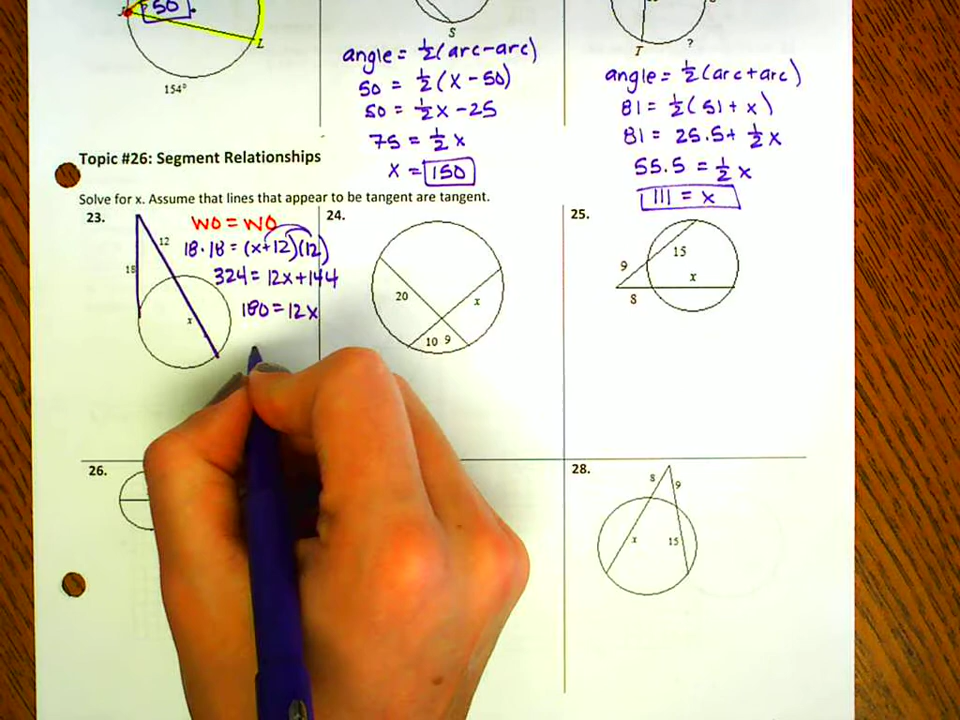 50
L
154°
S
angle = ½(arc-arc)
50 = ½(x - 50)
50 = ½x - 25
75 = ½x
x = 150
T
?
angle = ½(arc+arc)
81 = ½(51 + x)
81 = 25.5 + ½x
55.5 = ½x
111 = x
Topic #26: Segment Relationships
Solve for x. Assume that lines that appear to be tangent are tangent.
23.
WO = WO
12
18
x
18·18 = (x+12)(12)
324 = 12x+144
180 = 12x
24.
20
x
10
9
25.
15
9
x
8
26.
28.
8
9
x
15